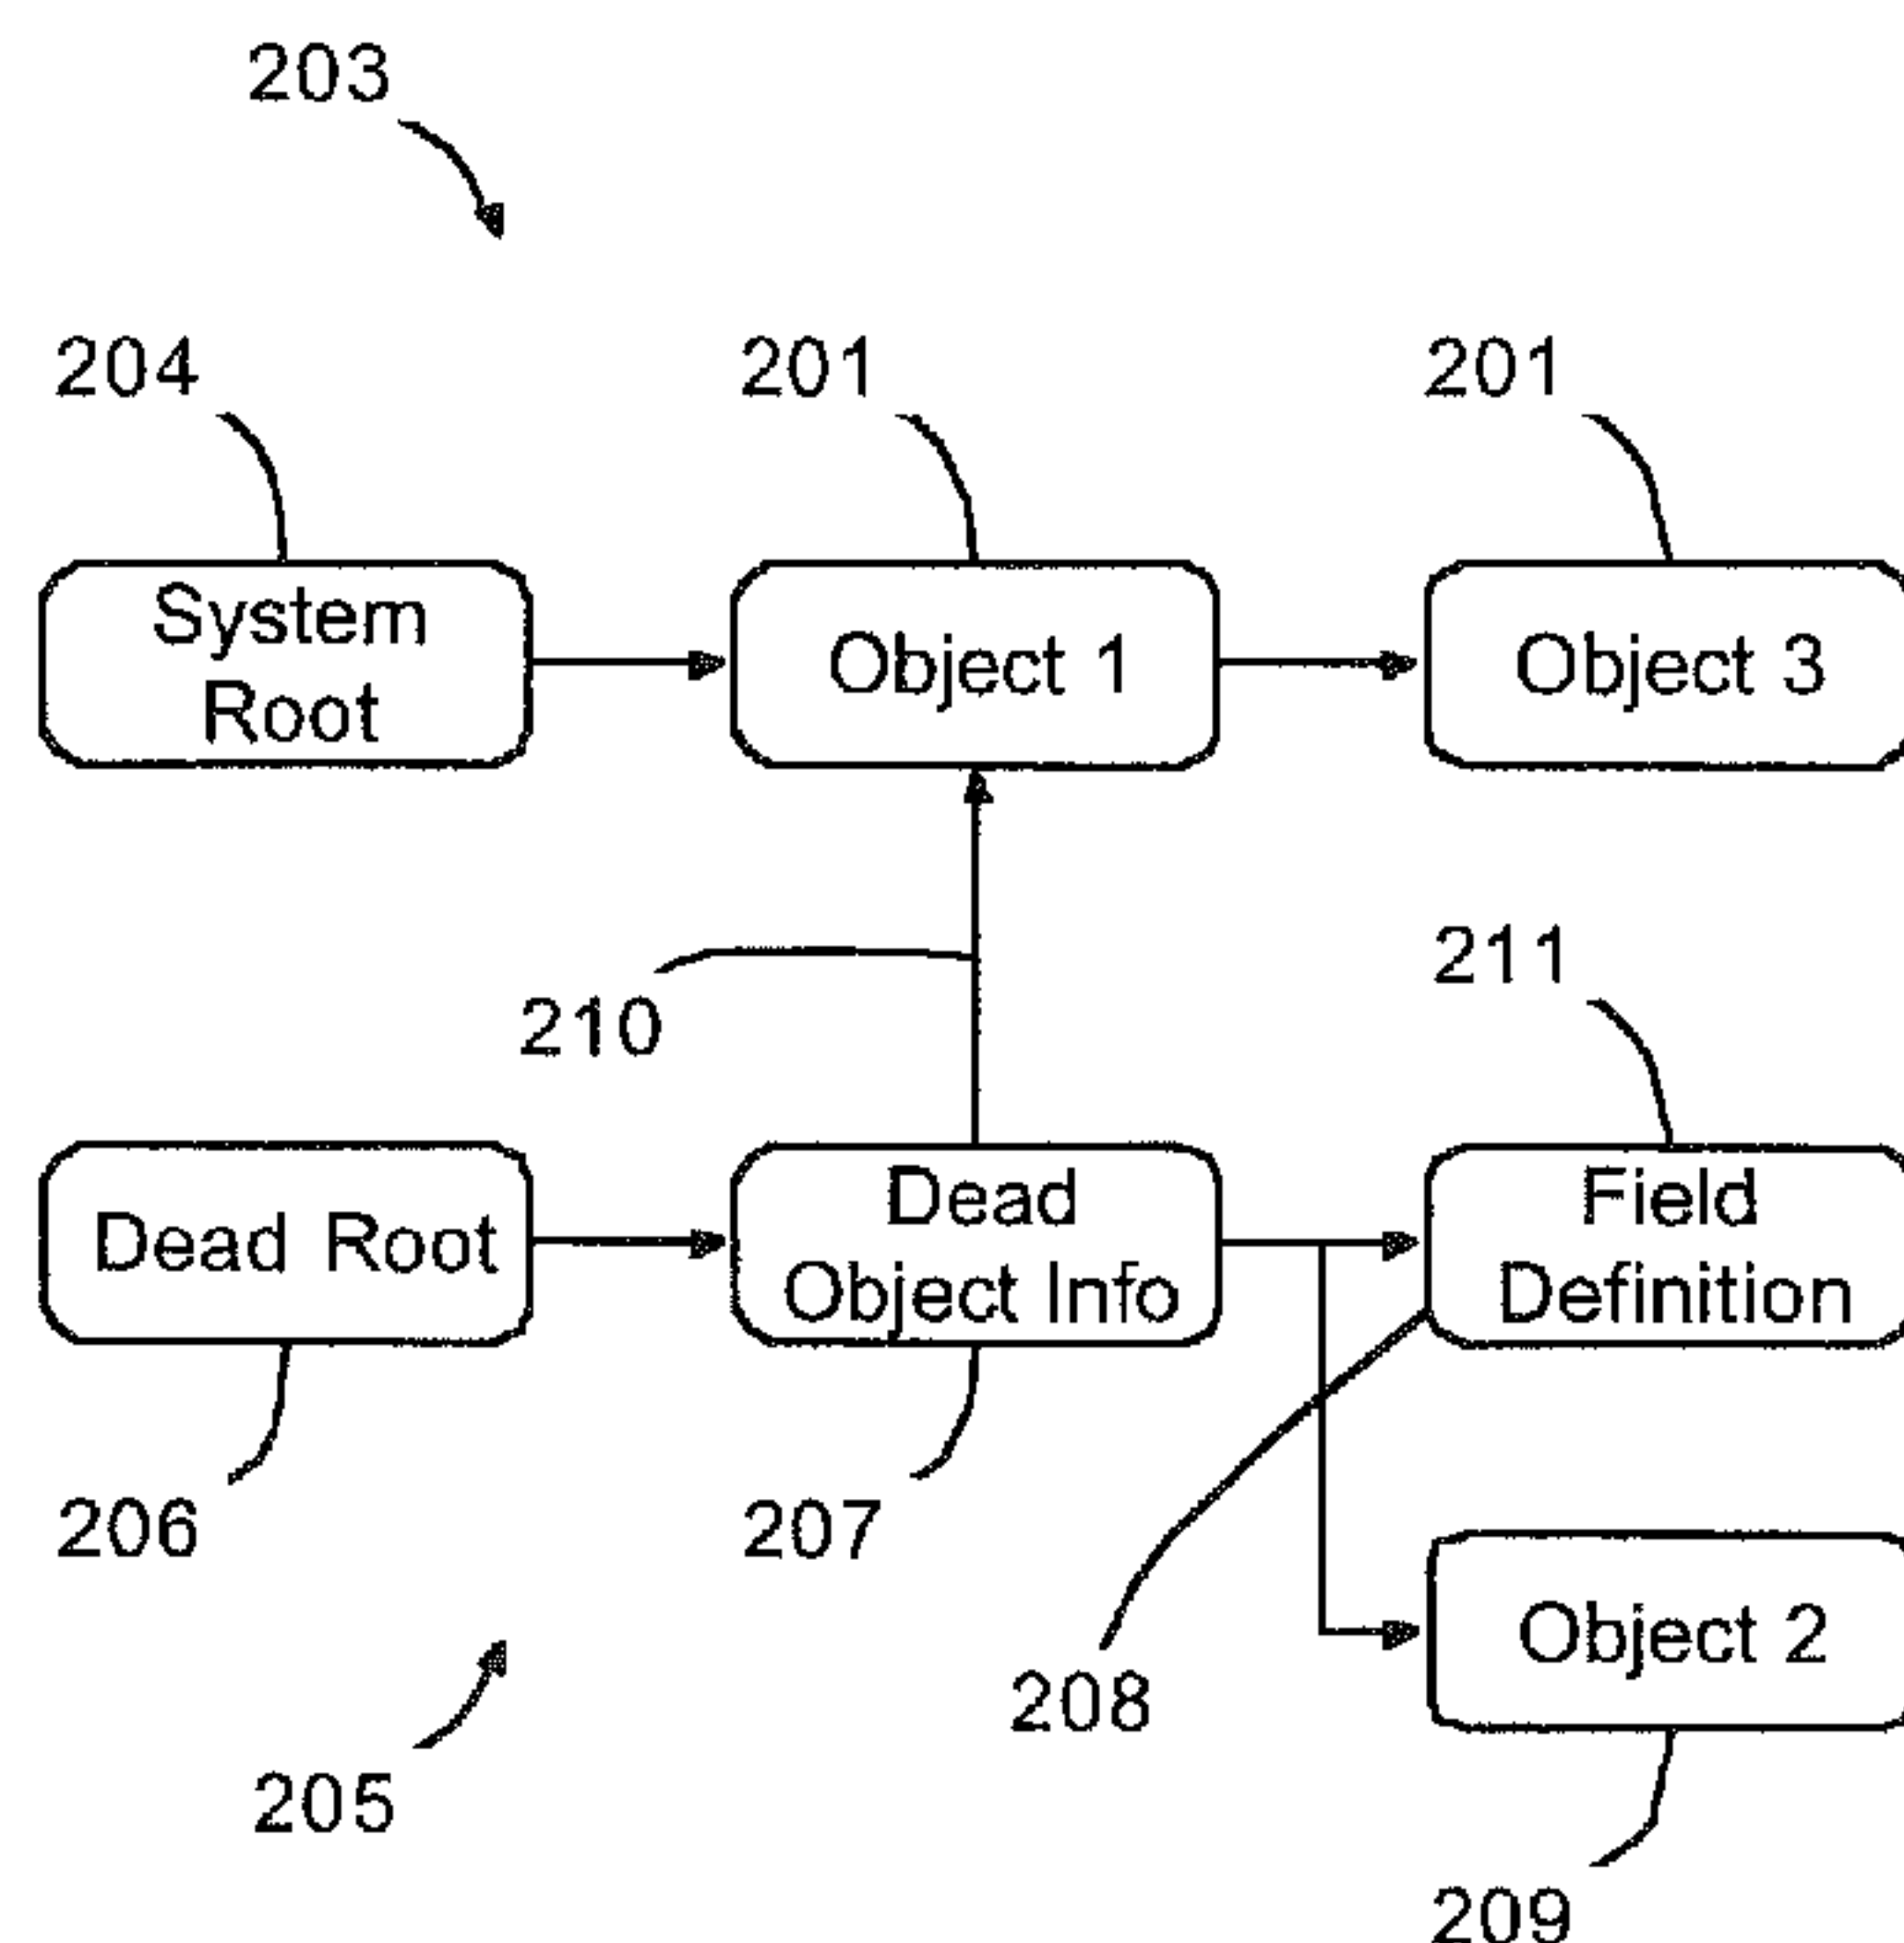 203
204
201
201
System
Root
Object 1
Object 3
210
211
Dead Root
Dead
Object Info
Field
Definition
206
207
208
Object 2
205
209